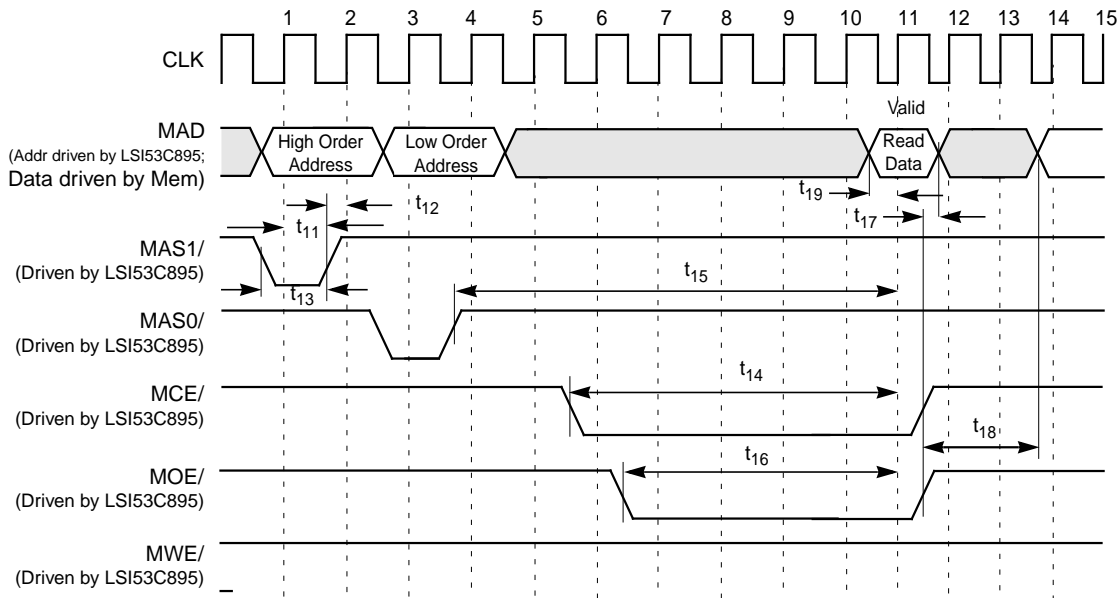 1 2 3 4 5 6 7 8 9 10 11 12 13 14 15
CLK
Valid
MAD
(Addr driven by LSI53C895;
Data driven by Mem)
High Order
Address
Low Order
Address
Read
Data
t19
t12
t17
t11
MAS1/
(Driven by LSI53C895)
t15
t13
MAS0/
(Driven by LSI53C895)
t14
MCE/
(Driven by LSI53C895)
t18
t16
MOE/
(Driven by LSI53C895)
MWE/
(Driven by LSI53C895)